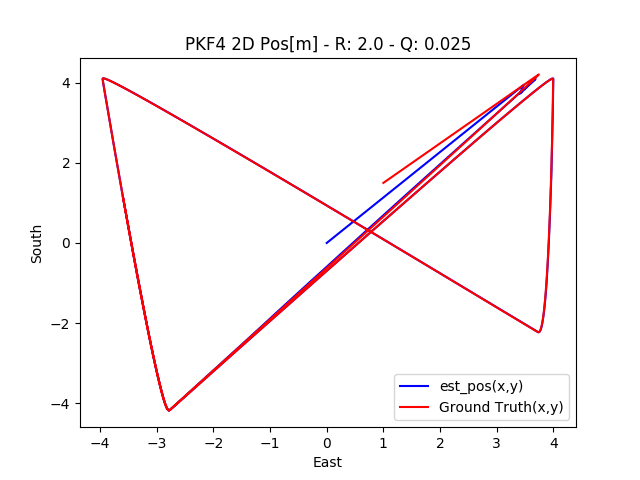 PKF4 2D Pos[m] - R: 2.0 - Q: 0.025
4
2
0
−2
−4
South
−4
−3
−2
−1
0
1
2
3
4
East
est_pos(x,y)
Ground Truth(x,y)